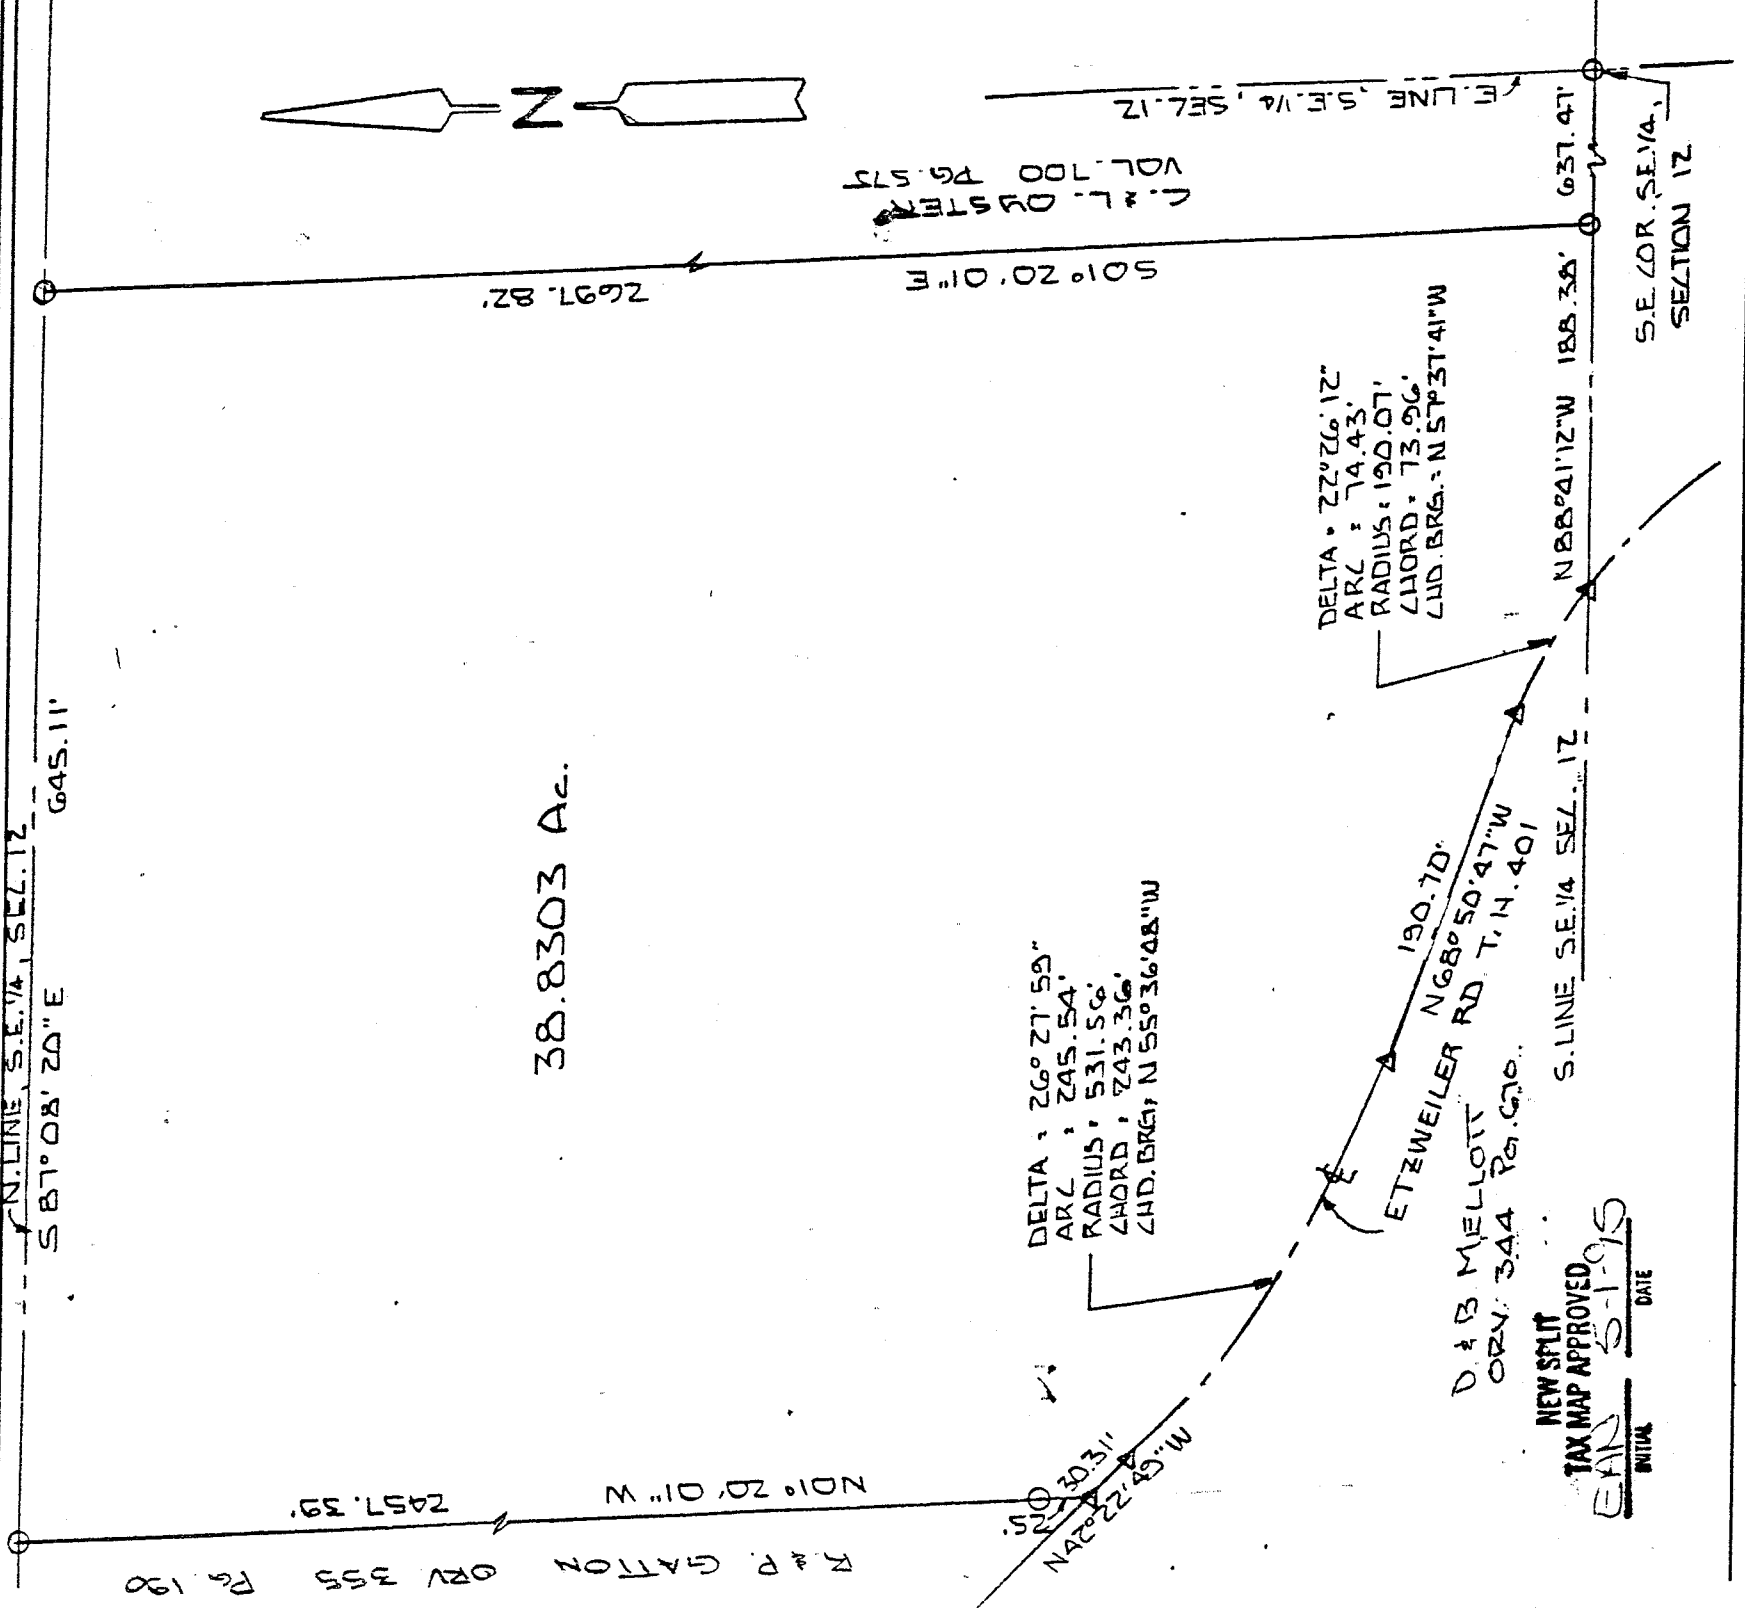 N. LINE, S.E. 1/4, SEC. 12
S 87° 08' 20" E 645.11'
N
E. LINE, S.E. 1/4, SEC. 12
C. & L. OYSTER
VOL. 700 PG. 575
S 01° 20' 01" E
2697.82'
637.47'
S.E. COR. S.E. 1/4,
SECTION 12
N 88° 41' 12" W 188.38'
DELTA = 22° 26' 12"
ARC = 74.43'
RADIUS = 190.07'
CHORD = 73.96'
CHD. BRG. = N 57° 37' 41" W
38.8303 Ac.
190.70'
N 68° 50' 47" W
ETZWEILER RD. T.H. 401
S. LINE S.E. 1/4 SEC. 12
DELTA = 26° 27' 59"
ARC = 245.54'
RADIUS = 531.56'
CHORD = 243.36'
CHD. BRG. = N 55° 36' 48" W
D. & B. MELLOTT
ORV. 344 PG. 670
30.31'
N 42° 22' 49" W
25'
N 01° 20' 01" W
2457.39'
R. & P. GATTON ORV 355 PG. 190
NEW SPLIT
TAX MAP APPROVED
5-1-95
INITIAL DATE